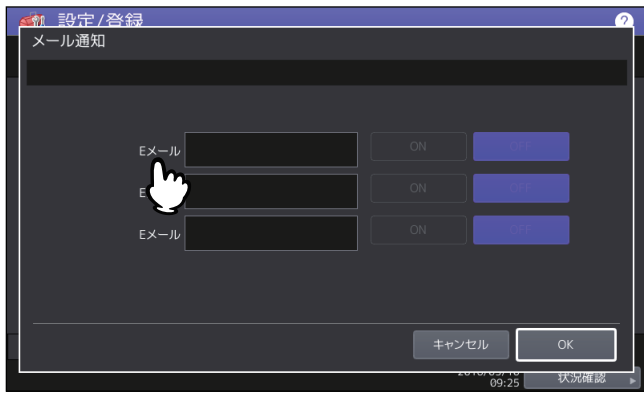 設定/登録
?
メール通知
Eメール ON OFF
E ON OFF
Eメール ON OFF
キャンセル OK
09:25 状況確認